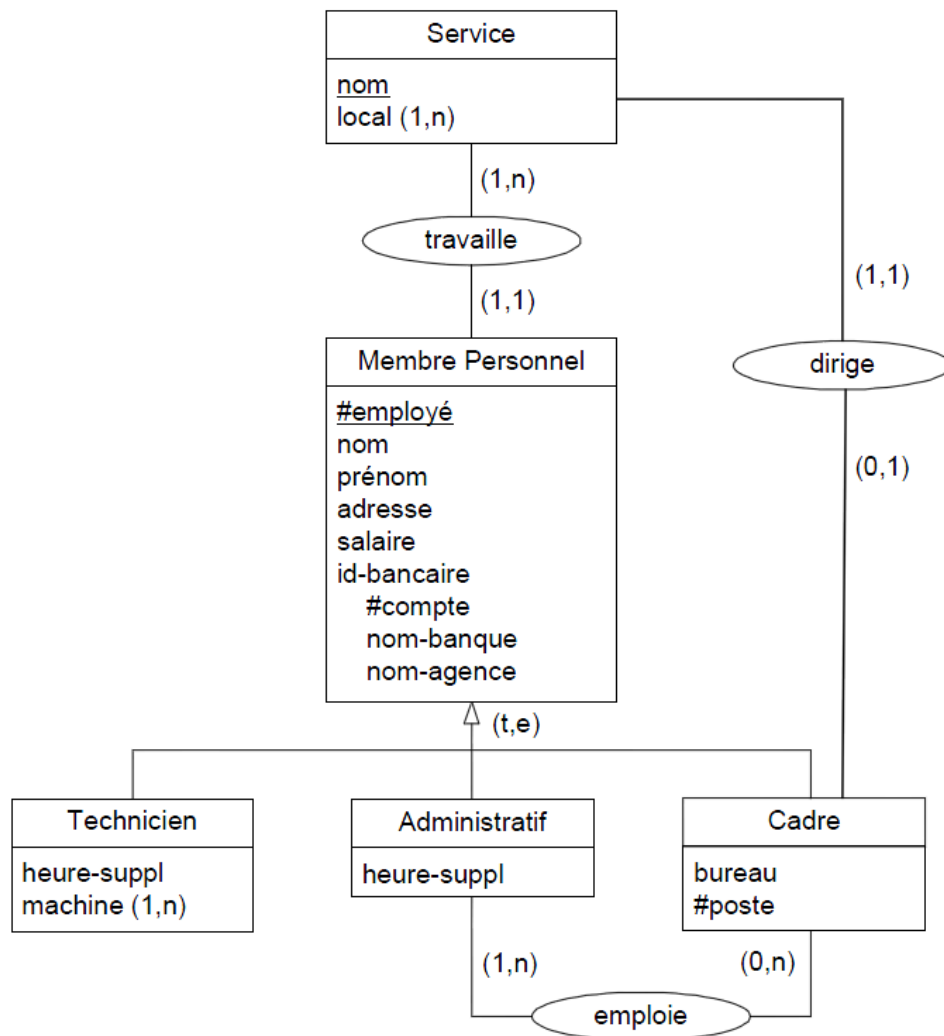 Service
nom
local (1,n)
(1,n)
travaille
(1,1)
(1,1)
dirige
(0,1)
Membre Personnel
#employé
nom
prénom
adresse
salaire
id-bancaire
#compte
nom-banque
nom-agence
(t,e)
Technicien
heure-suppl
machine (1,n)
Administratif
heure-suppl
Cadre
bureau
#poste
(1,n)
(0,n)
emploie